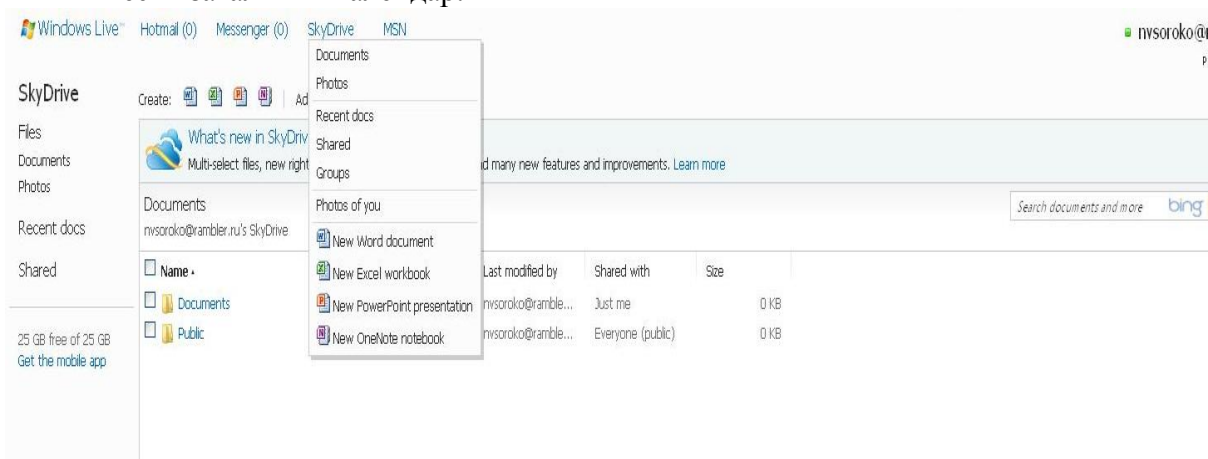 Windows Live™ Hotmail (0) Messenger (0) SkyDrive MSN
nvsoroko@
Documents
Photos
Recent docs
Shared
Groups
Photos of you
New Word document
New Excel workbook
New PowerPoint presentation
New OneNote notebook
SkyDrive
Create:
Files
Documents
Photos
Recent docs
Shared
25 GB free of 25 GB
Get the mobile app
What's new in SkyDriv
Multi-select files, new right
d many new features and improvements. Learn more
Documents
nvsoroko@rambler.ru's SkyDrive
Search documents and more bing
Name Last modified by Shared with Size
Documents nvsoroko@ramble... Just me 0 KB
Public nvsoroko@ramble... Everyone (public) 0 KB